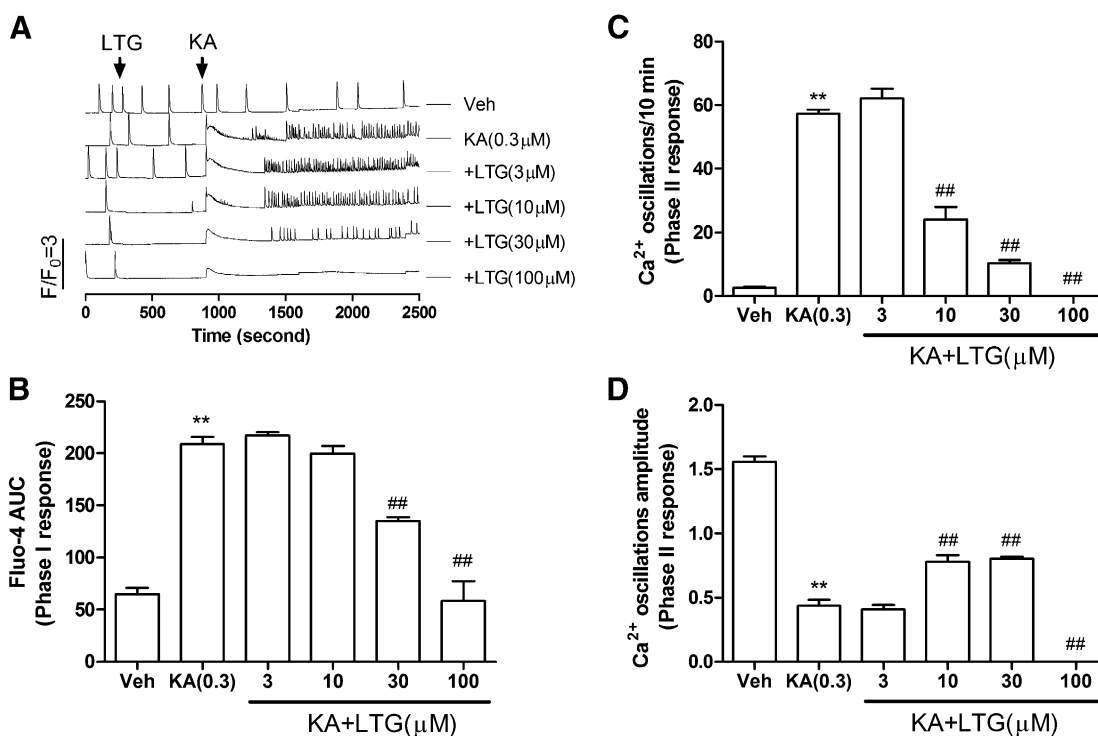 A
LTG KA
Veh
KA(0.3μM)
+LTG(3μM)
+LTG(10μM)
+LTG(30μM)
+LTG(100μM)
F/F₀=3
0 500 1000 1500 2000 2500
Time (second)
B
Fluo-4 AUC
(Phase I response)
250
200
150
100
50
0
**
##
##
Veh KA(0.3) 3 10 30 100
KA+LTG(μM)
C
Ca²⁺ oscillations/10 min
(Phase II response)
80
60
40
20
0
**
##
##
##
Veh KA(0.3) 3 10 30 100
KA+LTG(μM)
D
Ca²⁺ oscillations amplitude
(Phase II response)
2.0
1.5
1.0
0.5
0.0
**
##
##
##
Veh KA(0.3) 3 10 30 100
KA+LTG(μM)